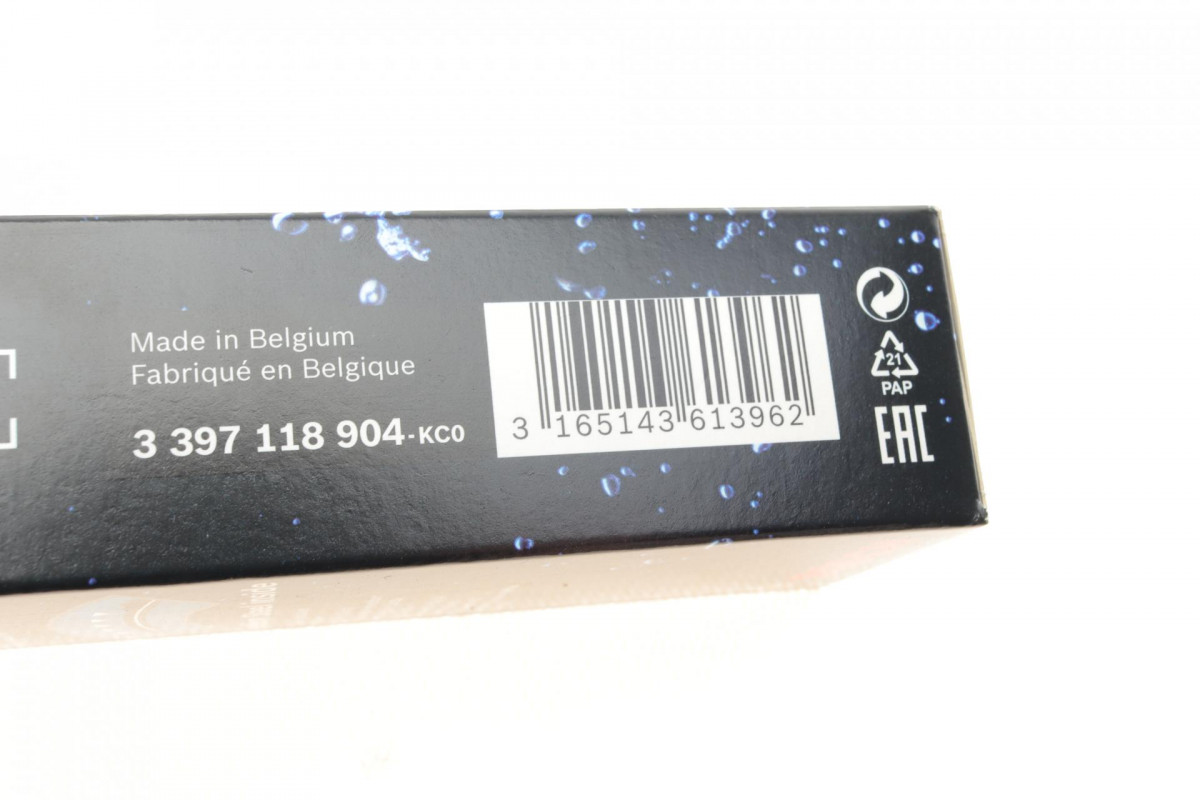 Made in Belgium
Fabriqué en Belgique
3 397 118 904-KC0
3 165143 613962
21
PAP
EAC